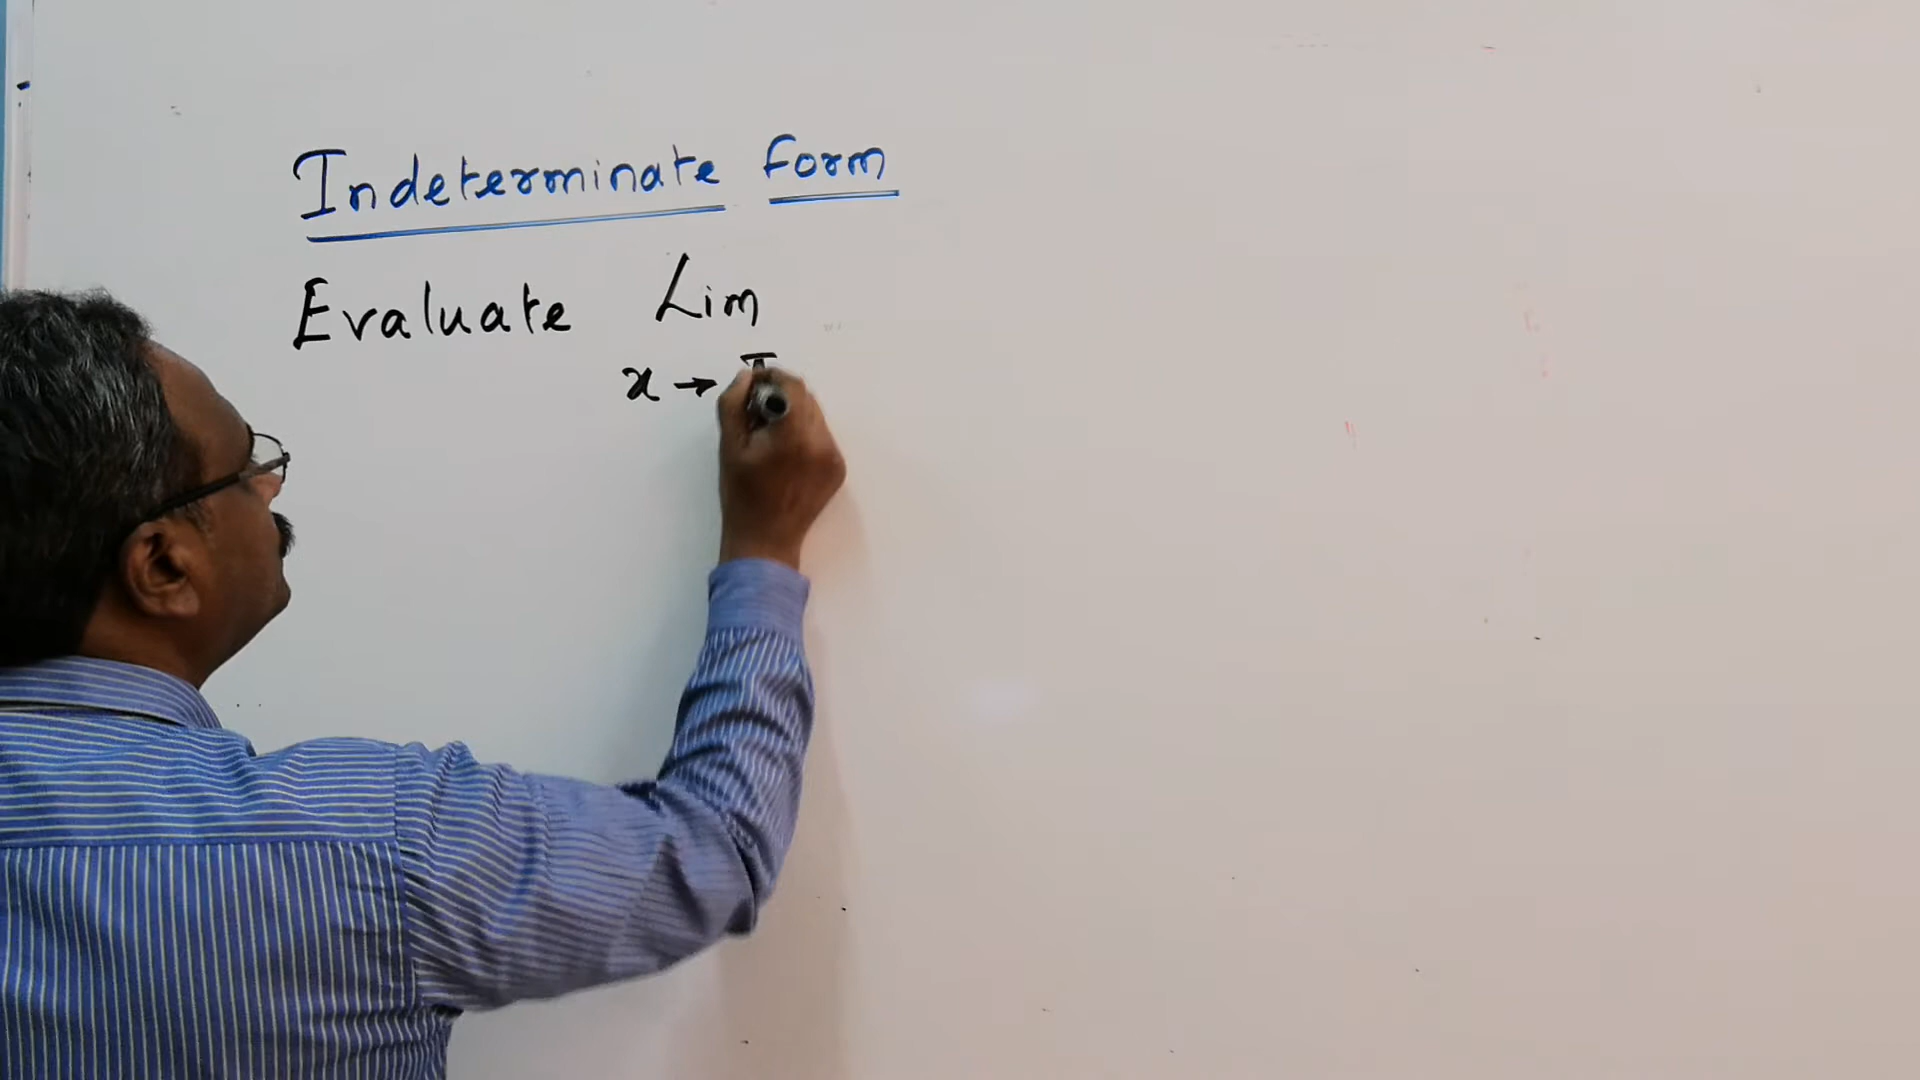 Indeterminate form
Evaluate Lim
x →